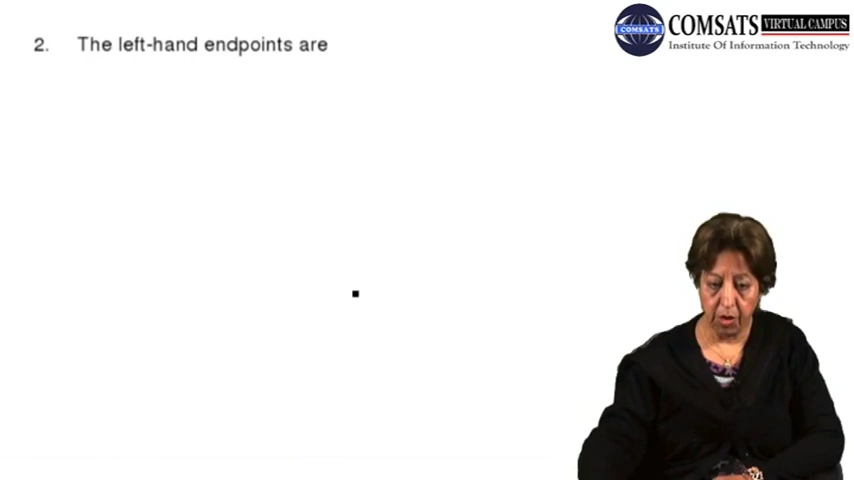 2. The left-hand endpoints are
COMSATS VIRTUAL CAMPUS
COMSATS
Institute Of Information Technology